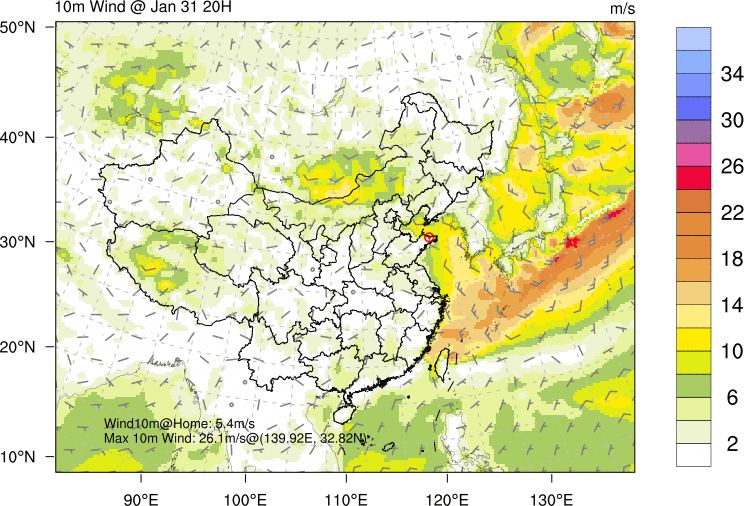 10m Wind @ Jan 31 20H
m/s
50°N
40°N
30°N
20°N
10°N
90°E
100°E
110°E
120°E
130°E
Wind10m@Home: 5.4m/s
Max 10m Wind: 26.1m/s@(139.92E, 32.82N)
34
30
26
22
18
14
10
6
2